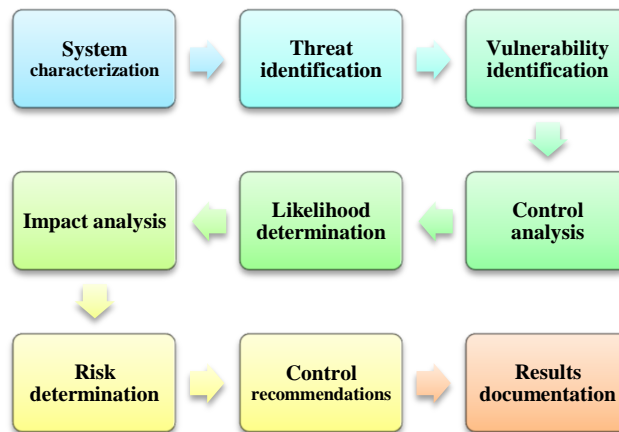 System
characterization
Threat
identification
Vulnerability
identification
Control
analysis
Likelihood
determination
Impact analysis
Risk
determination
Control
recommendations
Results
documentation